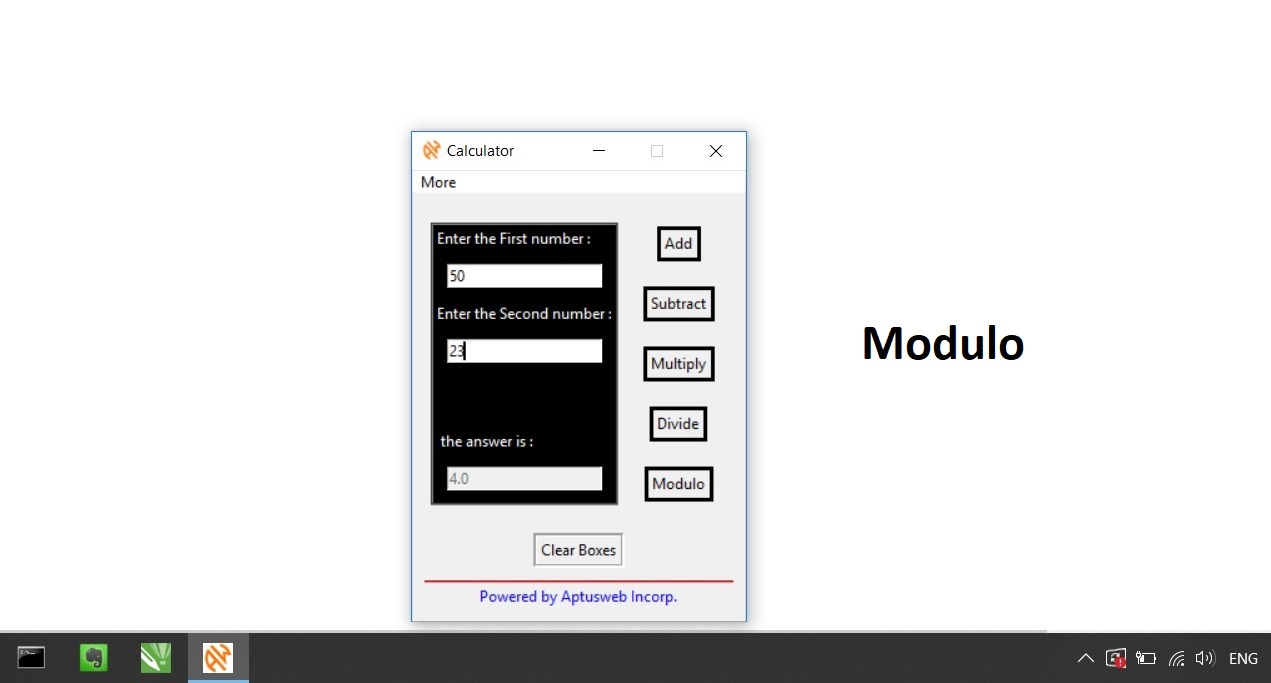 Calculator
More
Enter the First number :
50
Enter the Second number :
23
the answer is :
4.0
Add
Subtract
Multiply
Divide
Modulo
Clear Boxes
Powered by Aptusweb Incorp.
Modulo
ENG